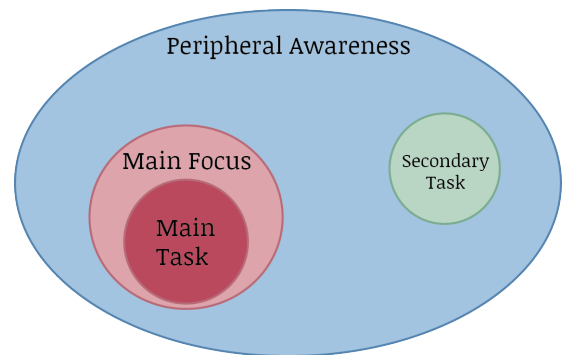 Peripheral Awareness
Main Focus
Main
Task
Secondary
Task